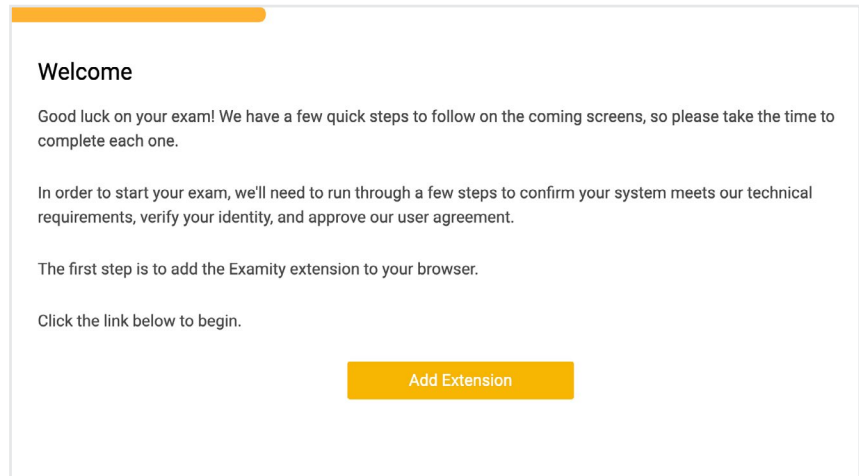 Welcome
Good luck on your exam! We have a few quick steps to follow on the coming screens, so please take the time to
complete each one.
In order to start your exam, we'll need to run through a few steps to confirm your system meets our technical
requirements, verify your identity, and approve our user agreement.
The first step is to add the Examity extension to your browser.
Click the link below to begin.
Add Extension